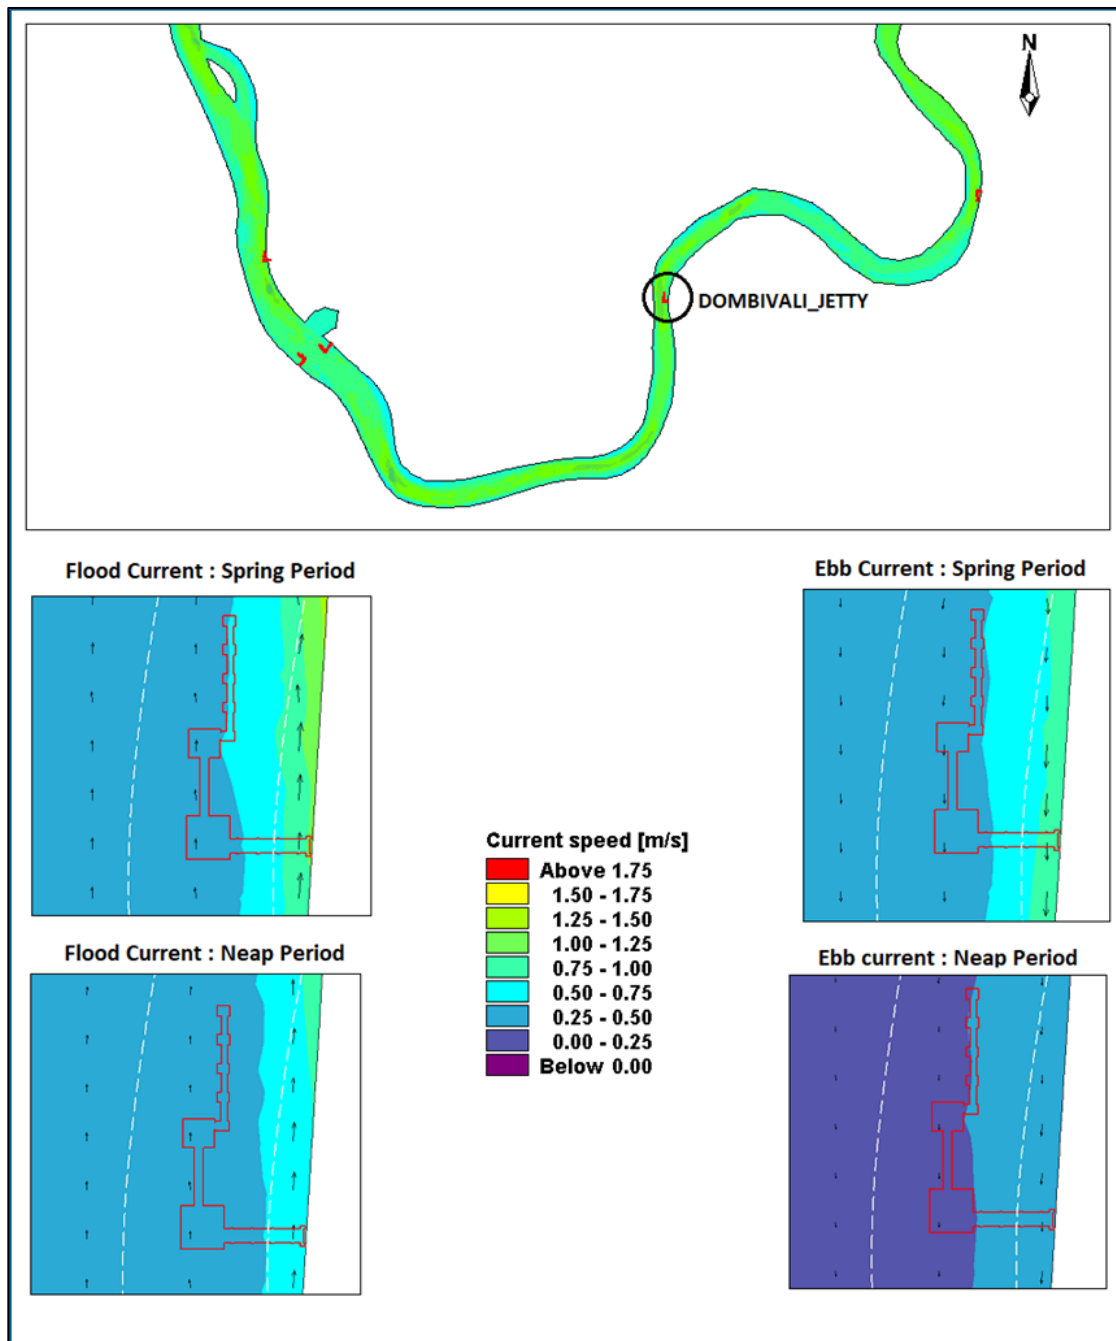 N
DOMBIVALI_JETTY
Flood Current : Spring Period
Ebb Current : Spring Period
Current speed [m/s]
Above 1.75
1.50 - 1.75
1.25 - 1.50
1.00 - 1.25
0.75 - 1.00
0.50 - 0.75
0.25 - 0.50
0.00 - 0.25
Below 0.00
Flood Current : Neap Period
Ebb current : Neap Period